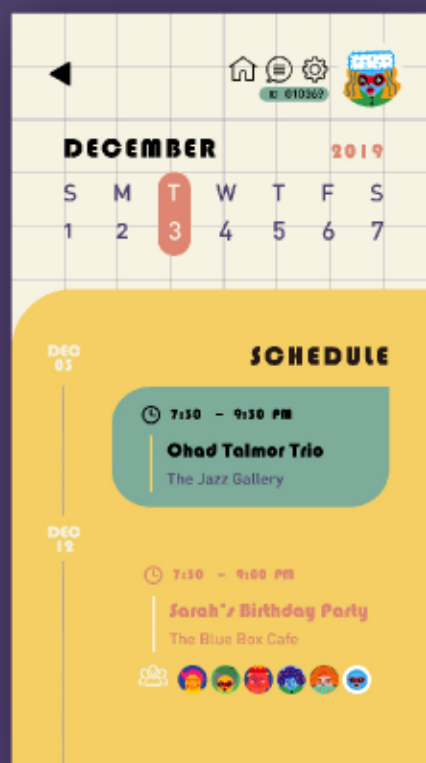 ID 010369
DECEMBER 2019
S M T W T F S
1 2 3 4 5 6 7
SCHEDULE
DEC
03
7:30 - 9:30 PM
Ohad Talmor Trio
The Jazz Gallery
DEC
12
7:30 - 9:00 PM
Sarah's Birthday Party
The Blue Box Cafe